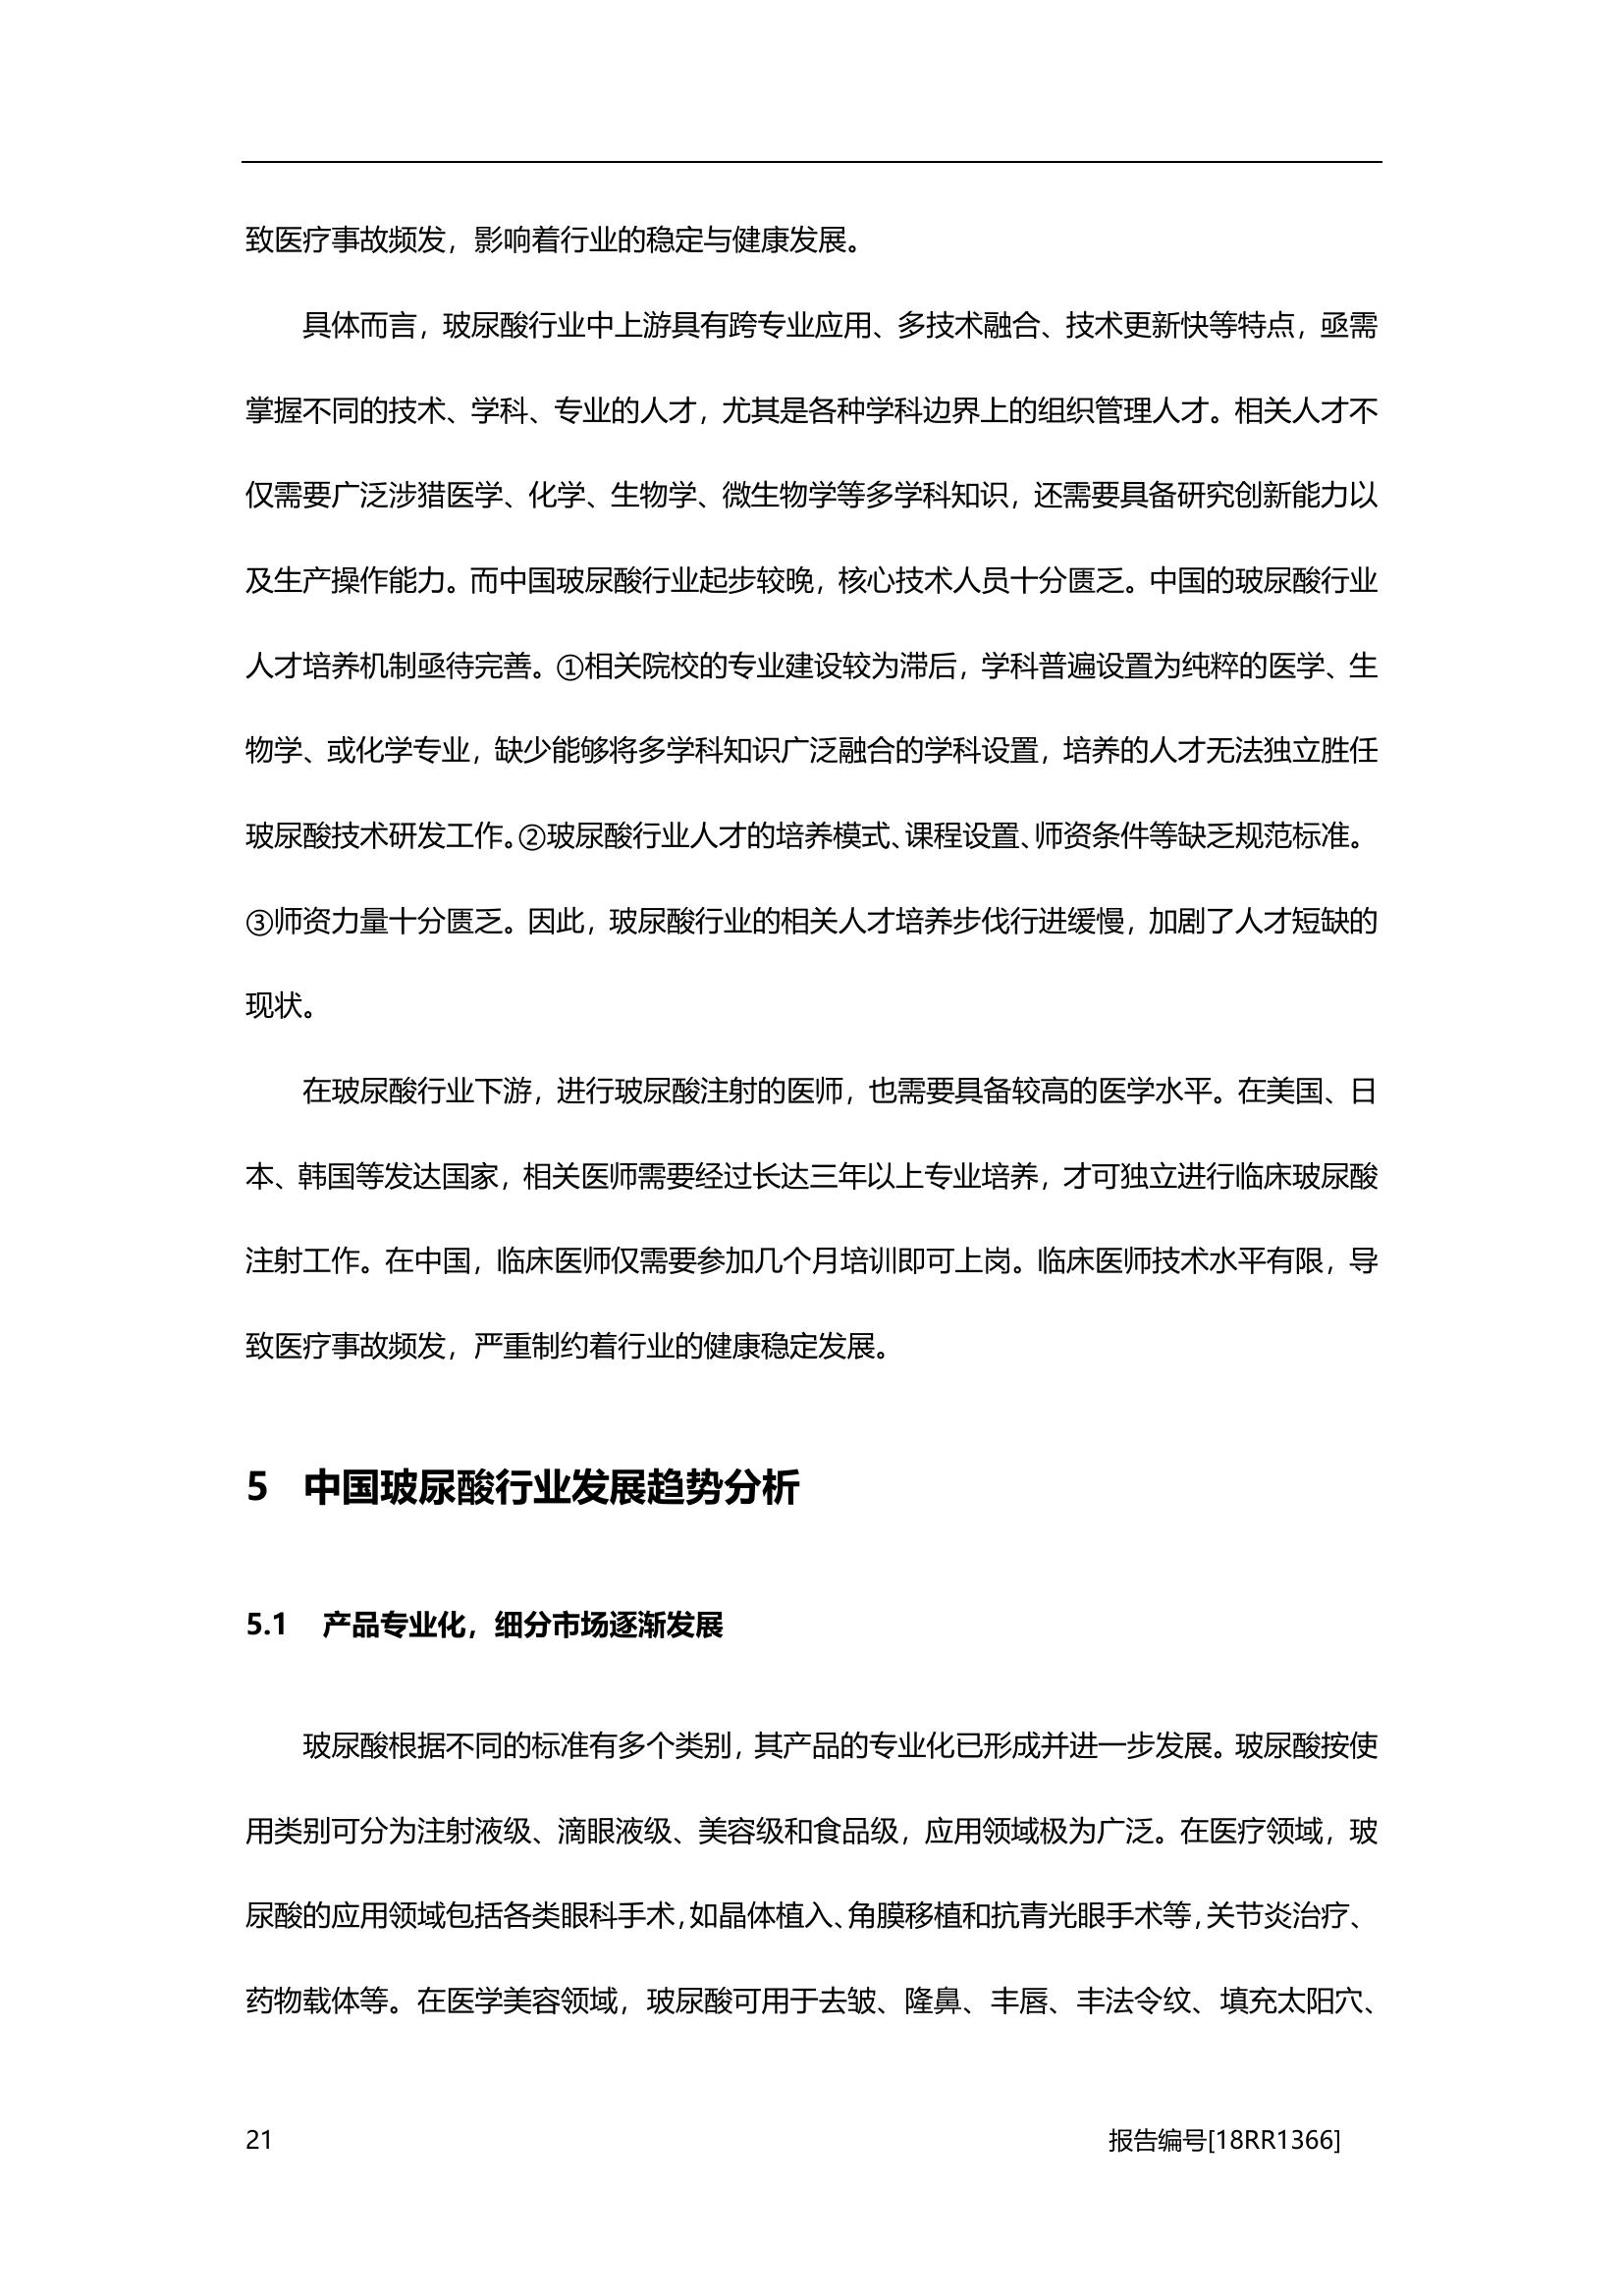 致医疗事故频发，影响着行业的稳定与健康发展。
具体而言，玻尿酸行业中上游具有跨专业应用、多技术融合、技术更新快等特点，亟需
掌握不同的技术、学科、专业的人才，尤其是各种学科边界上的组织管理人才。相关人才不
仅需要广泛涉猎医学、化学、生物学、微生物学等多学科知识，还需要具备研究创新能力以
及生产操作能力。而中国玻尿酸行业起步较晚，核心技术人员十分匮乏。中国的玻尿酸行业
人才培养机制亟待完善。①相关院校的专业建设较为滞后，学科普遍设置为纯粹的医学、生
物学、或化学专业，缺少能够将多学科知识广泛融合的学科设置，培养的人才无法独立胜任
玻尿酸技术研发工作。②玻尿酸行业人才的培养模式、课程设置、师资条件等缺乏规范标准。
③师资力量十分匮乏。因此，玻尿酸行业的相关人才培养步伐行进缓慢，加剧了人才短缺的
现状。
在玻尿酸行业下游，进行玻尿酸注射的医师，也需要具备较高的医学水平。在美国、日
本、韩国等发达国家，相关医师需要经过长达三年以上专业培养，才可独立进行临床玻尿酸
注射工作。在中国，临床医师仅需要参加几个月培训即可上岗。临床医师技术水平有限，导
致医疗事故频发，严重制约着行业的健康稳定发展。
5 中国玻尿酸行业发展趋势分析
5.1 产品专业化，细分市场逐渐发展
玻尿酸根据不同的标准有多个类别，其产品的专业化已形成并进一步发展。玻尿酸按使
用类别可分为注射液级、滴眼液级、美容级和食品级，应用领域极为广泛。在医疗领域，玻
尿酸的应用领域包括各类眼科手术，如晶体植入、角膜移植和抗青光眼手术等，关节炎治疗、
药物载体等。在医学美容领域，玻尿酸可用于去皱、隆鼻、丰唇、丰法令纹、填充太阳穴、
21 报告编号[18RR1366]